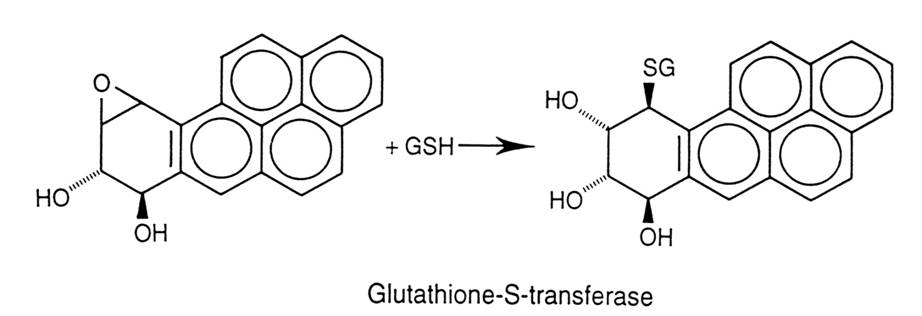 O
HO
OH
+ GSH
SG
HO
HO
OH
Glutathione-S-transferase